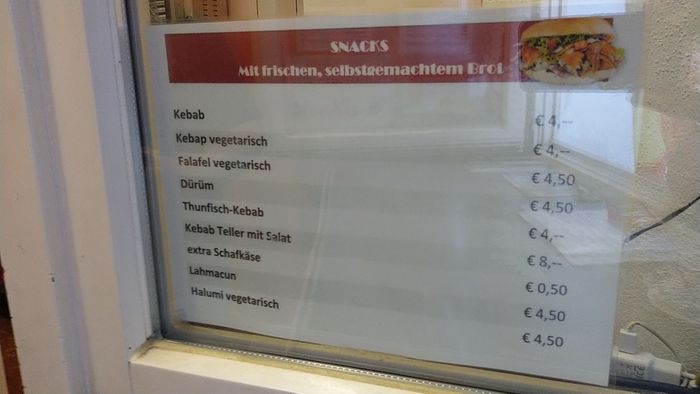 SNACKS
Mit frischen, selbstgemachtem Brot
Kebab € 4,--
Kebap vegetarisch € 4,--
Falafel vegetarisch € 4,50
Dürüm € 4,50
Thunfisch-Kebab € 4,--
Kebab Teller mit Salat € 8,--
extra Schafkäse € 0,50
Lahmacun € 4,50
Halumi vegetarisch € 4,50